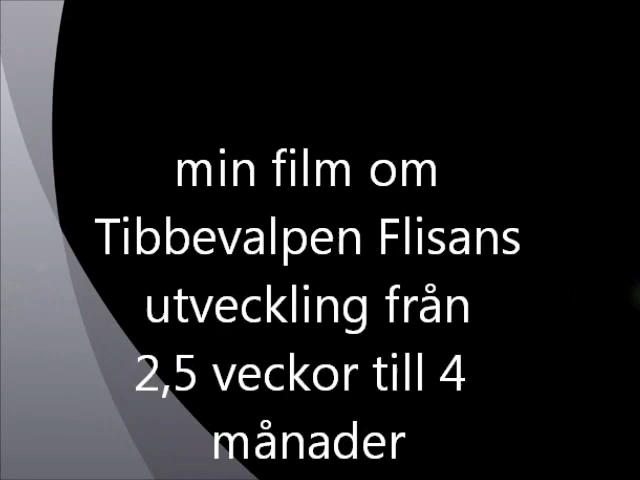 min film om
Tibbevalpen Flisans
utveckling från
2,5 veckor till 4
månader